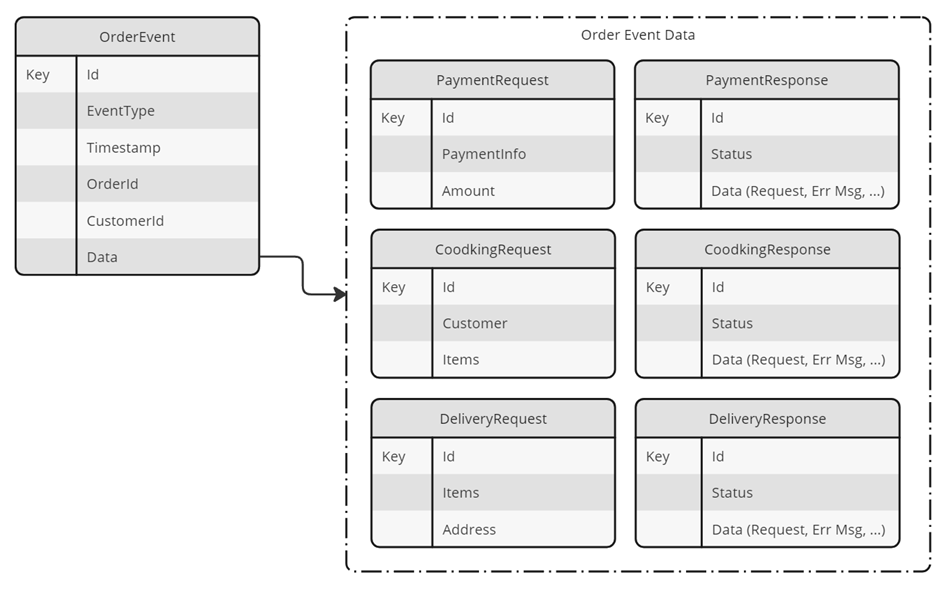 OrderEvent
Key Id
EventType
Timestamp
OrderId
CustomerId
Data
Order Event Data
PaymentRequest
Key Id
PaymentInfo
Amount
PaymentResponse
Key Id
Status
Data (Request, Err Msg, ...)
CoodkingRequest
Key Id
Customer
Items
CoodkingResponse
Key Id
Status
Data (Request, Err Msg, ...)
DeliveryRequest
Key Id
Items
Address
DeliveryResponse
Key Id
Status
Data (Request, Err Msg, ...)